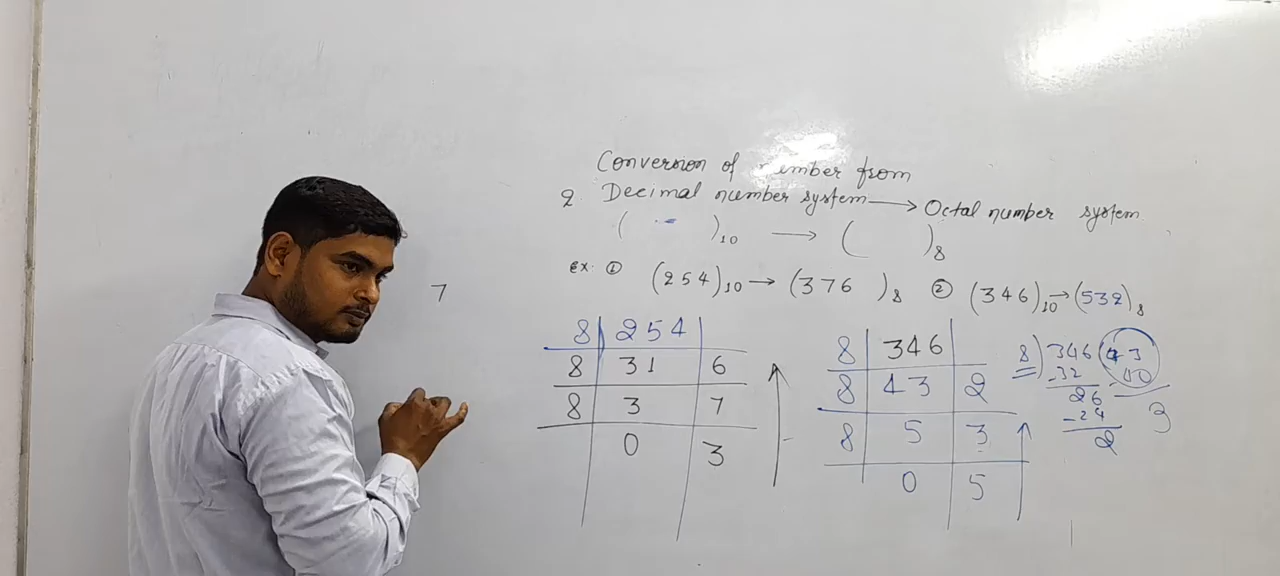 Conversion of number from
2. Decimal number system → Octal number system
( )10 → ( )8
ex: ① (254)10 → (376 )8 ② (346)10 → (532)8
7
8 254
8 31 6
8 3 7
0 3
8 346
8 43 2
8 5 3
0 5
8)346(43
-32 40
26 3
-24
2